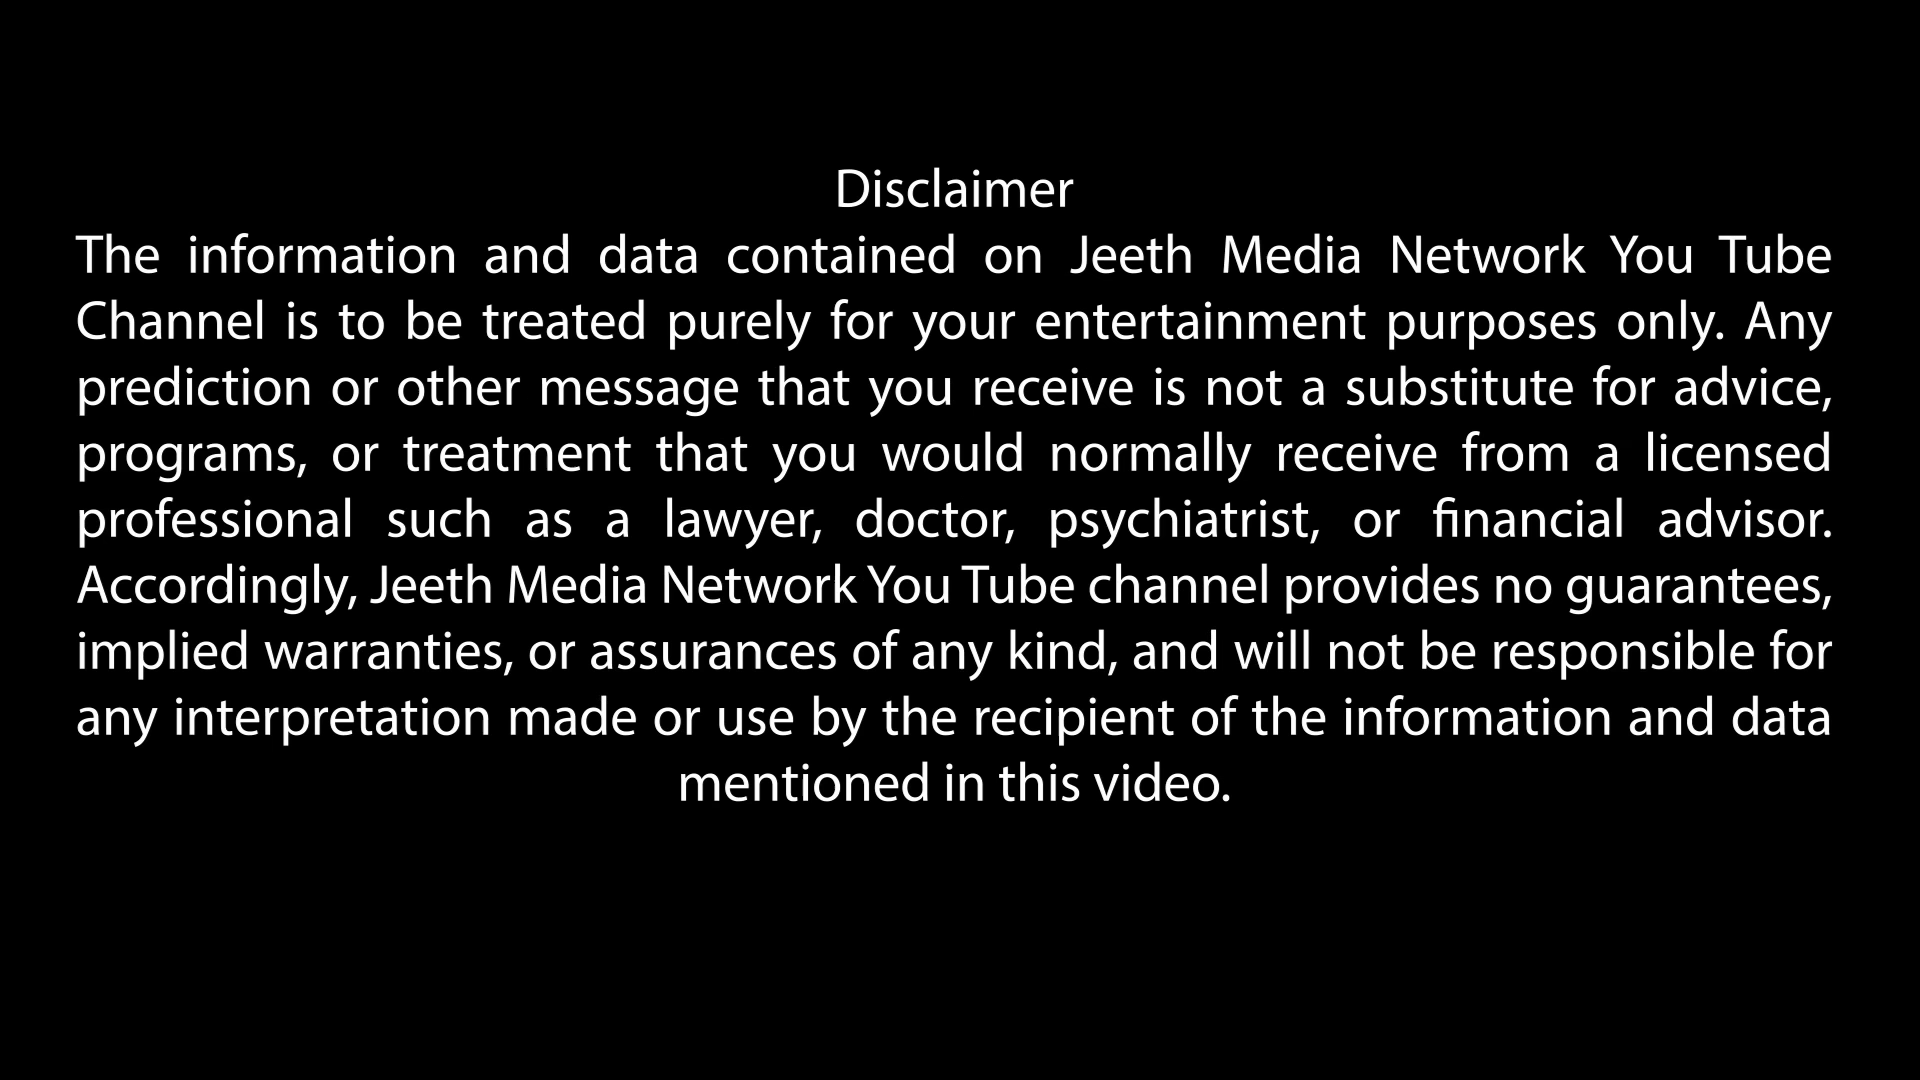 Disclaimer
The information and data contained on Jeeth Media Network You Tube
Channel is to be treated purely for your entertainment purposes only. Any
prediction or other message that you receive is not a substitute for advice,
programs, or treatment that you would normally receive from a licensed
professional such as a lawyer, doctor, psychiatrist, or financial advisor.
Accordingly, Jeeth Media Network You Tube channel provides no guarantees,
implied warranties, or assurances of any kind, and will not be responsible for
any interpretation made or use by the recipient of the information and data
mentioned in this video.